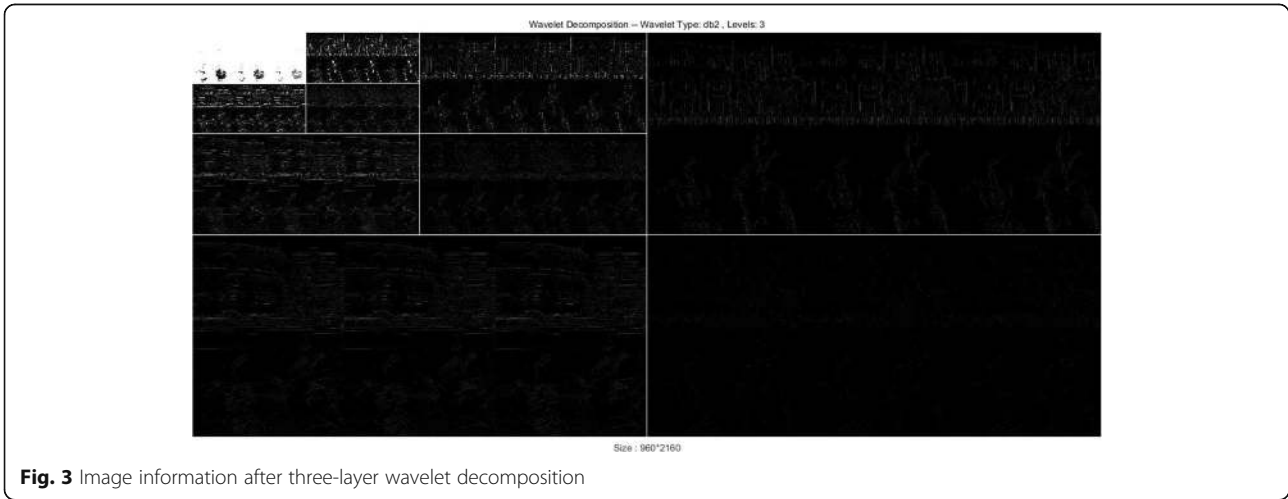 Wavelet Decomposition -- Wavelet Type: db2 , Levels: 3
Size : 960*2160
Fig. 3 Image information after three-layer wavelet decomposition